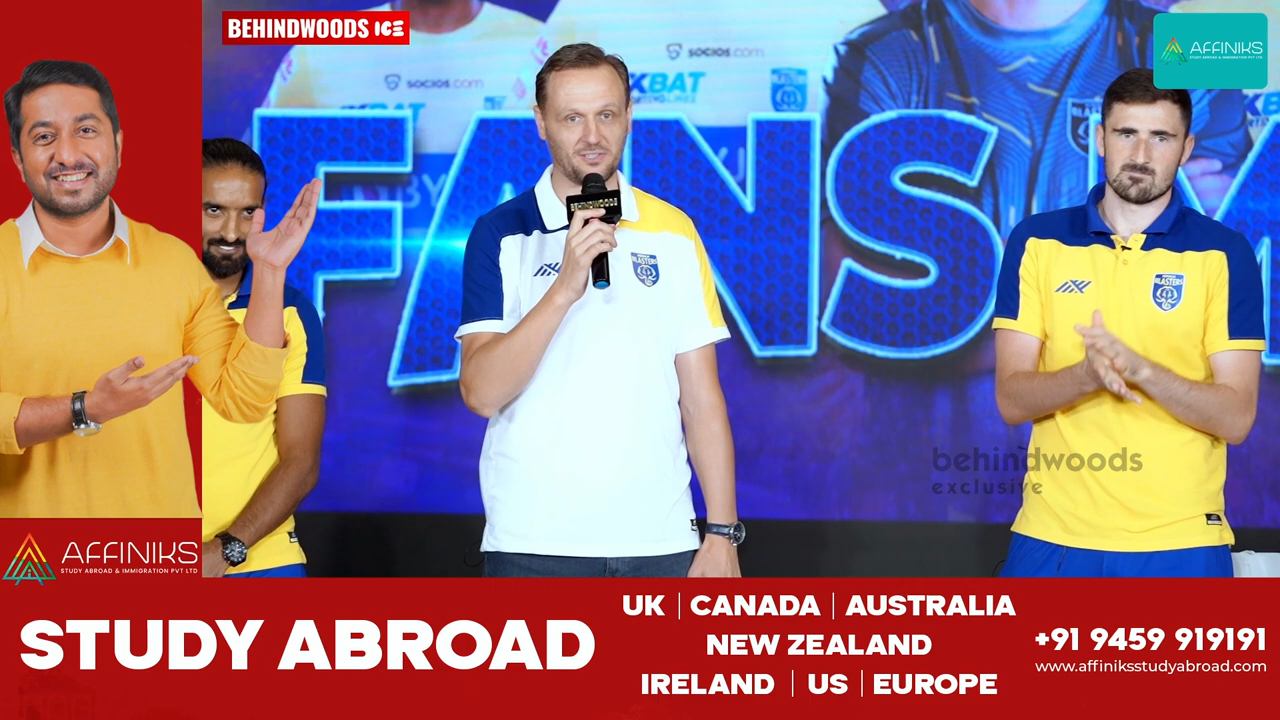 BEHINDWOODS ICE
AFFINIKS
STUDY ABROAD & IMMIGRATION PVT LTD
socios.com
socios.com
BLASTERS
FANS M
BEHINDWOODS
BLASTERS
BLASTERS
behindwoods
exclusive
AFFINIKS
STUDY ABROAD & IMMIGRATION PVT LTD
STUDY ABROAD
UK | CANADA | AUSTRALIA
NEW ZEALAND
IRELAND | US | EUROPE
+91 9459 919191
www.affiniksstudyabroad.com